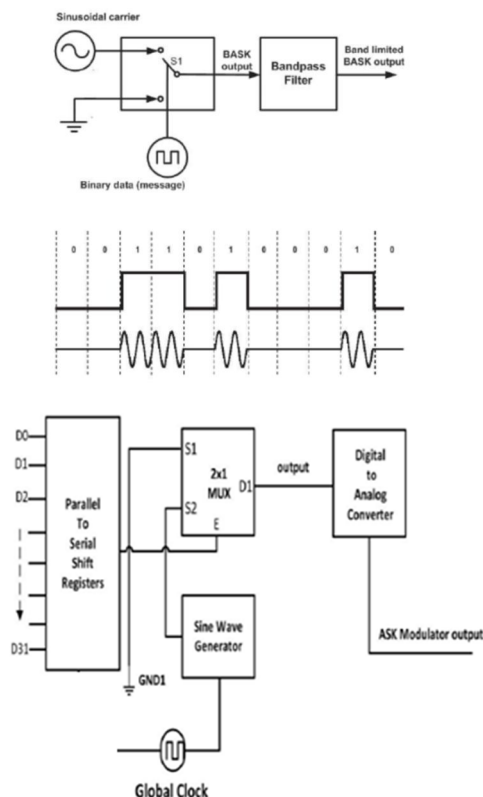 Sinusoidal carrier
S1
BASK
output
Bandpass
Filter
Band limited
BASK output
Binary data (message)
0 0 1 1 0 1 0 0 0 1 0
D0
D1
D2
D31
Parallel
To
Serial
Shift
Registers
S1
S2
2x1
MUX
D1
E
output
Digital
to
Analog
Converter
Sine Wave
Generator
GND1
ASK Modulator output
Global Clock